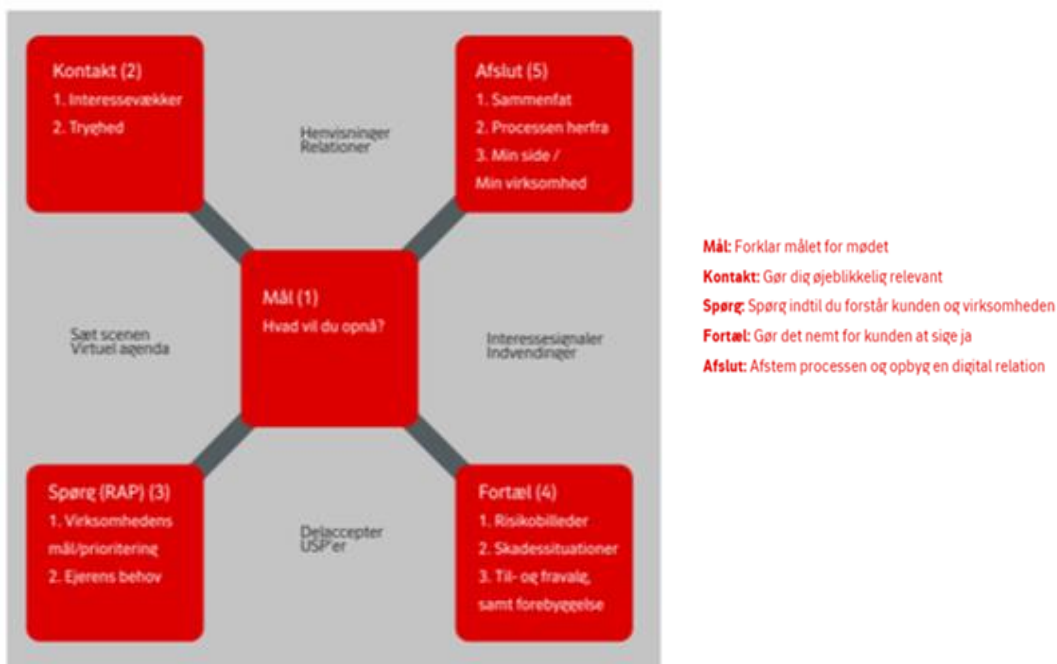 Kontakt (2)
1. Interessevækker
2. Tryghed
Henvisninger
Relationer
Afslut (5)
1. Sammenfat
2. Processen herfra
3. Min side /
Min virksomhed
Mål (1)
Hvad vil du opnå?
Sæt scenen
Virtuel agenda
Interessesignaler
Indvendinger
Spørg (RAP) (3)
1. Virksomhedens
mål/prioritering
2. Ejerens behov
Delaccepter
USP'er
Fortæl (4)
1. Risikobilleder
2. Skadessituationer
3. Til- og fravalg,
samt forebyggelse
Mål: Forklar målet for mødet
Kontakt: Gør dig øjeblikkelig relevant
Spørg: Spørg indtil du forstår kunden og virksomheden
Fortæl: Gør det nemt for kunden at sige ja
Afslut: Afstem processen og opbyg en digital relation